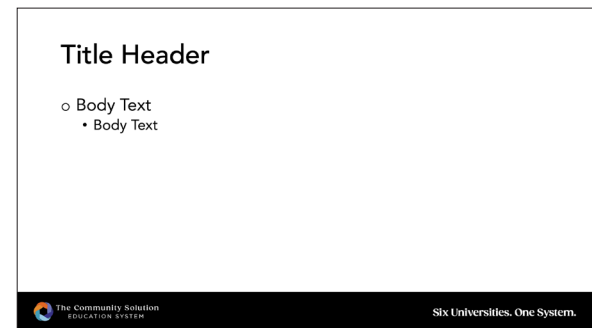 Title Header
o Body Text
• Body Text
The Community Solution
EDUCATION SYSTEM
Six Universities. One System.